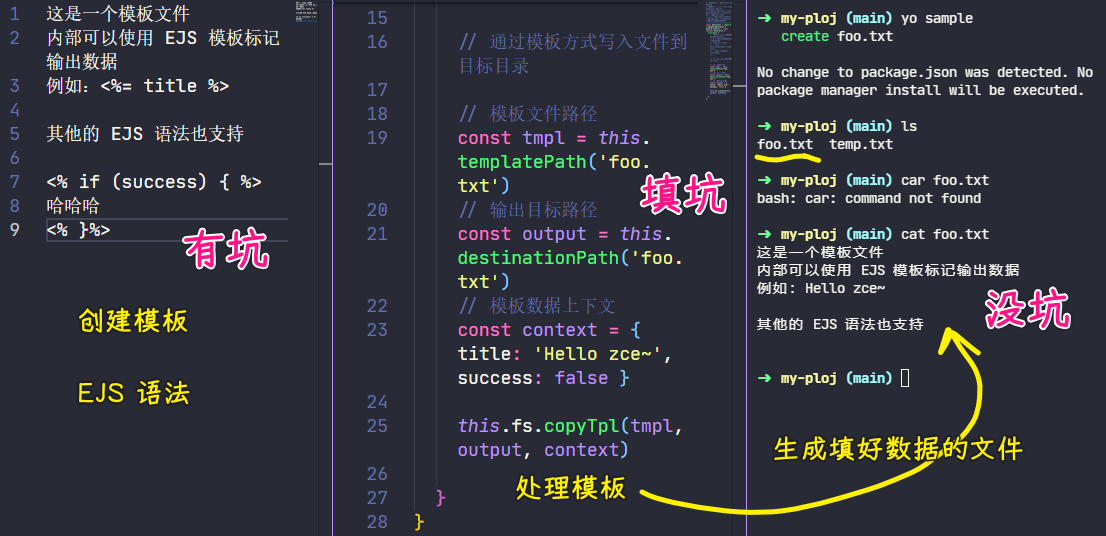 1 这是一个模板文件
2 内部可以使用 EJS 模板标记
输出数据
3 例如: <%= title %>
4
5 其他的 EJS 语法也支持
6
7 <% if (success) { %>
8 哈哈哈
9 <% }%>
有坑
创建模板
EJS 语法
15
16 // 通过模板方式写入文件到
目标目录
17
18 // 模板文件路径
19 const tmpl = this.
templatePath('foo.
txt')
填坑
20 // 输出目标路径
21 const output = this.
destinationPath('foo.
txt')
22 // 模板数据上下文
23 const context = {
title: 'Hello zce~',
success: false }
24
25 this.fs.copyTpl(tmpl,
output, context)
26
27 }
28 }
处理模板
➜ my-ploj (main) yo sample
create foo.txt
No change to package.json was detected. No
package manager install will be executed.
➜ my-ploj (main) ls
foo.txt temp.txt
➜ my-ploj (main) car foo.txt
bash: car: command not found
➜ my-ploj (main) cat foo.txt
这是一个模板文件
内部可以使用 EJS 模板标记输出数据
例如: Hello zce~
没坑
其他的 EJS 语法也支持
➜ my-ploj (main)
生成填好数据的文件